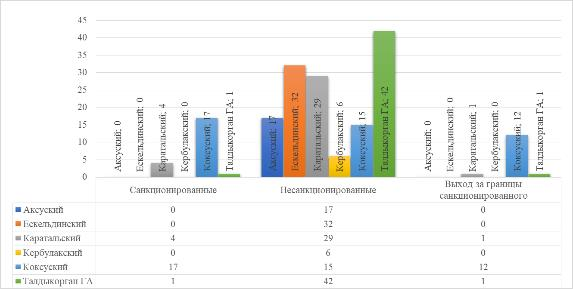 45
40
35
30
25
20
15
10
5
0
Аксуский; 0
Ескельдинский; 0
Каратальский; 4
Кербулакский; 0
Коксуский; 17
Талдыкорган ГА; 1
Аксуский; 17
Ескельдинский; 32
Каратальский; 29
Кербулакский; 6
Коксуский; 15
Талдыкорган ГА; 42
Аксуский; 0
Ескельдинский; 0
Каратальский; 1
Кербулакский; 0
Коксуский; 12
Талдыкорган ГА; 1
Санкционированные Несанкционированные Выход за границы
санкционированного
Аксуский 0 17 0
Ескельдинский 0 32 0
Каратальский 4 29 1
Кербулакский 0 6 0
Коксуский 17 15 12
Талдыкорган ГА 1 42 1